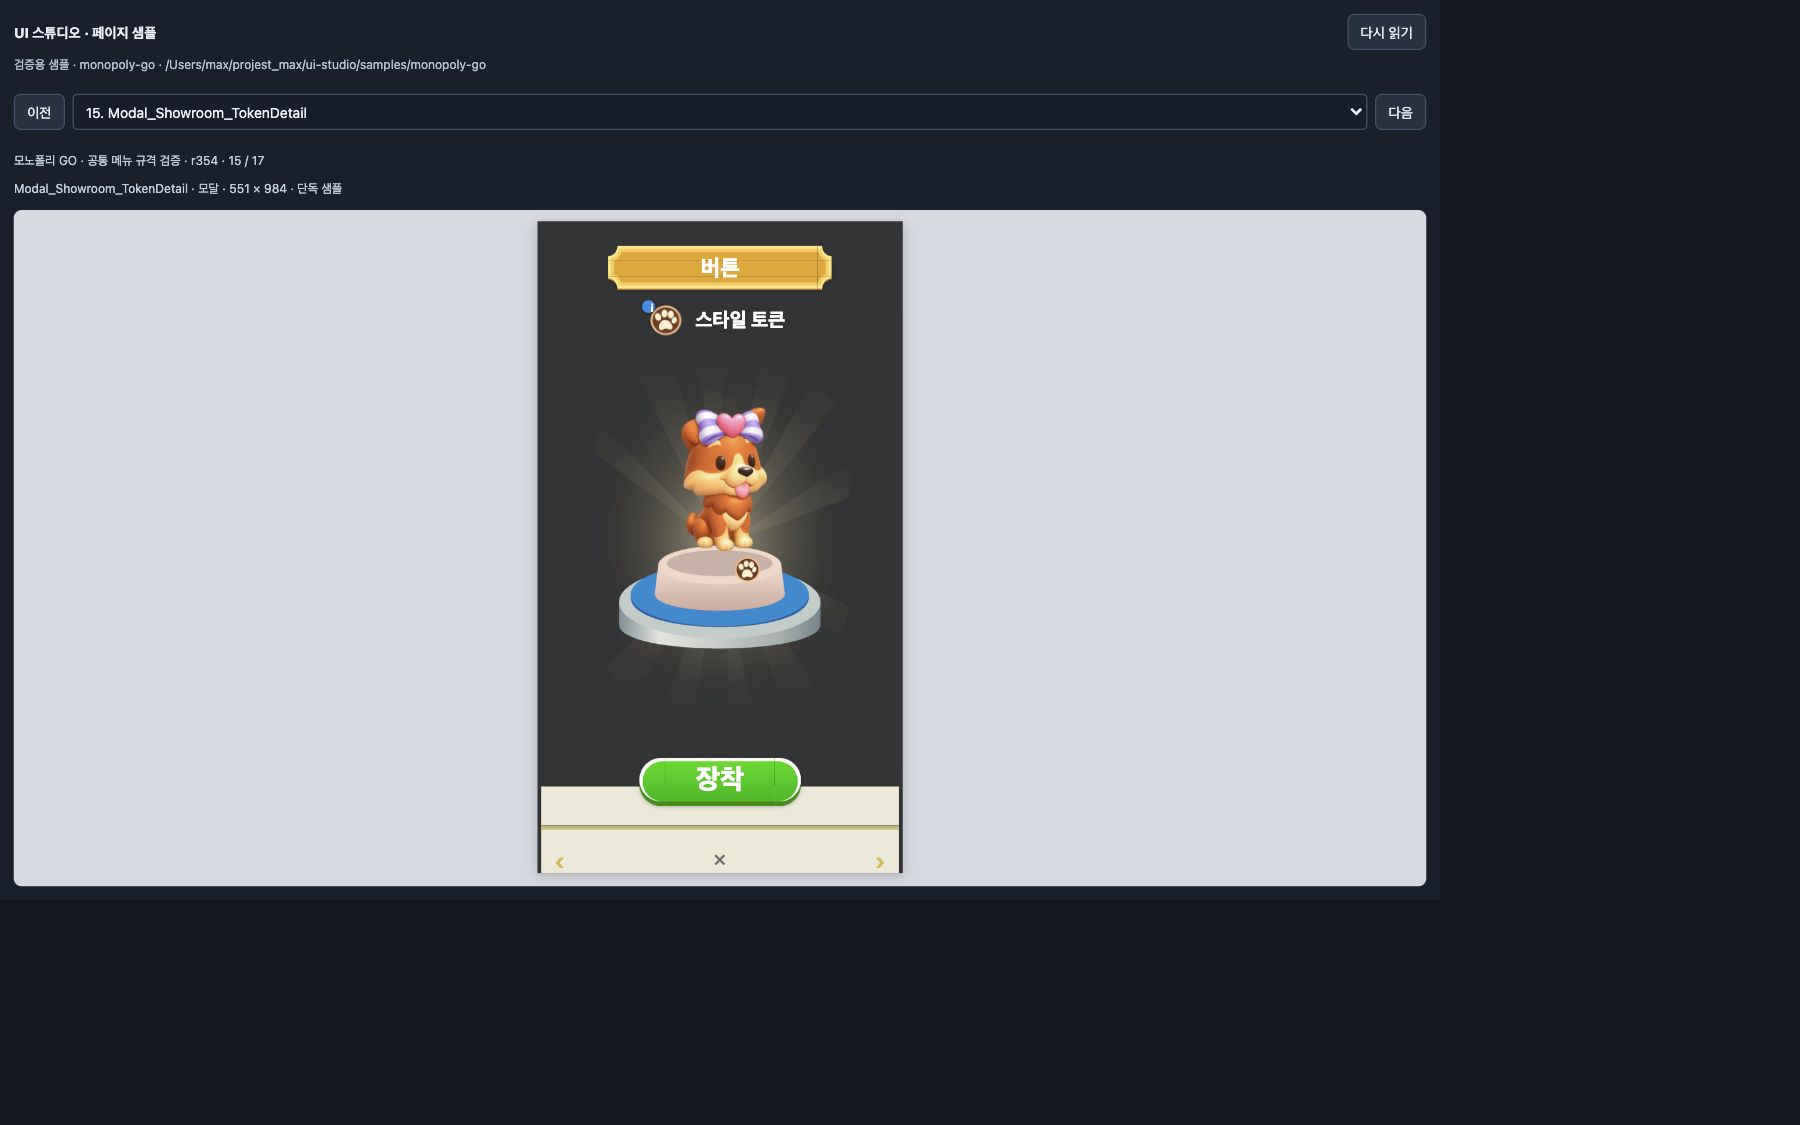 UI 스튜디오 · 페이지 샘플
다시 읽기
검증용 샘플 · monopoly-go · /Users/max/projest_max/ui-studio/samples/monopoly-go
이전
15. Modal_Showroom_TokenDetail
다음
모노폴리 GO · 공통 메뉴 규격 검증 · r354 · 15 / 17
Modal_Showroom_TokenDetail · 모달 · 551 × 984 · 단독 샘플
버튼
i
스타일 토큰
장착
‹ × ›